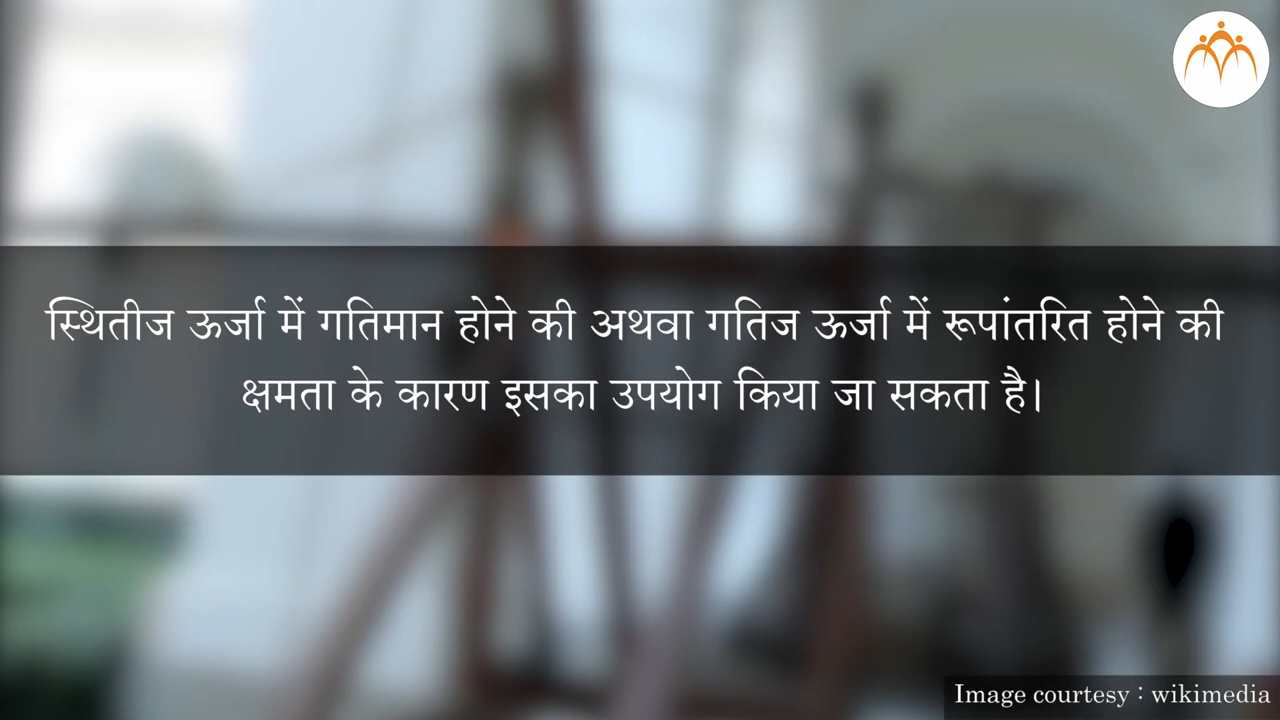 स्थितीज ऊर्जा में गतिमान होने की अथवा गतिज ऊर्जा में रूपांतरित होने की
क्षमता के कारण इसका उपयोग किया जा सकता है।
Image courtesy : wikimedia